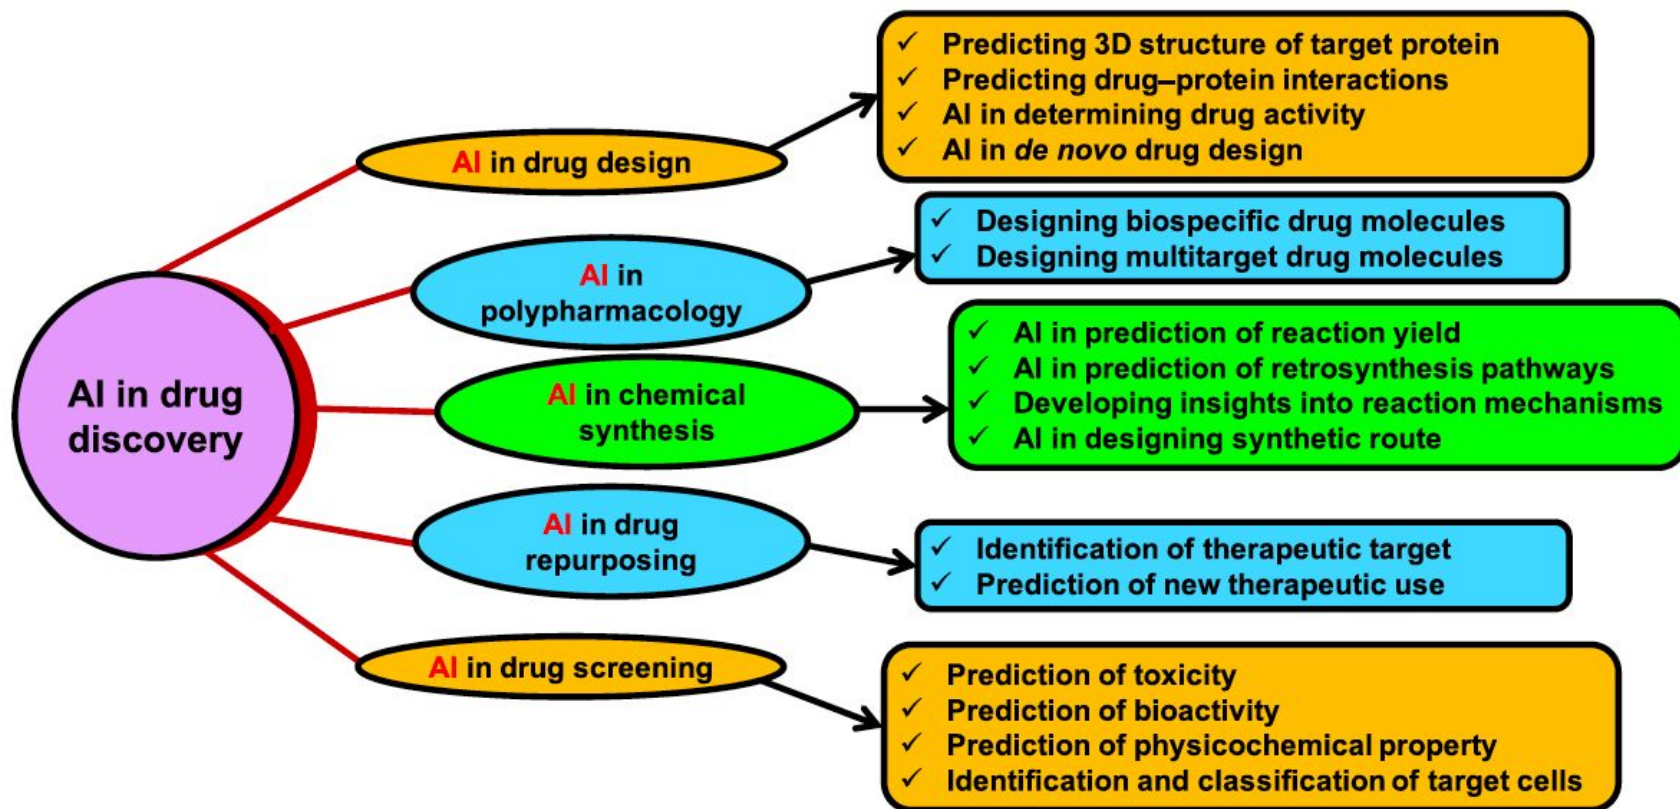 AI in drug
discovery
AI in drug design
✓ Predicting 3D structure of target protein
✓ Predicting drug–protein interactions
✓ AI in determining drug activity
✓ AI in de novo drug design
AI in
polypharmacology
✓ Designing biospecific drug molecules
✓ Designing multitarget drug molecules
AI in chemical
synthesis
✓ AI in prediction of reaction yield
✓ AI in prediction of retrosynthesis pathways
✓ Developing insights into reaction mechanisms
✓ AI in designing synthetic route
AI in drug
repurposing
✓ Identification of therapeutic target
✓ Prediction of new therapeutic use
AI in drug screening
✓ Prediction of toxicity
✓ Prediction of bioactivity
✓ Prediction of physicochemical property
✓ Identification and classification of target cells